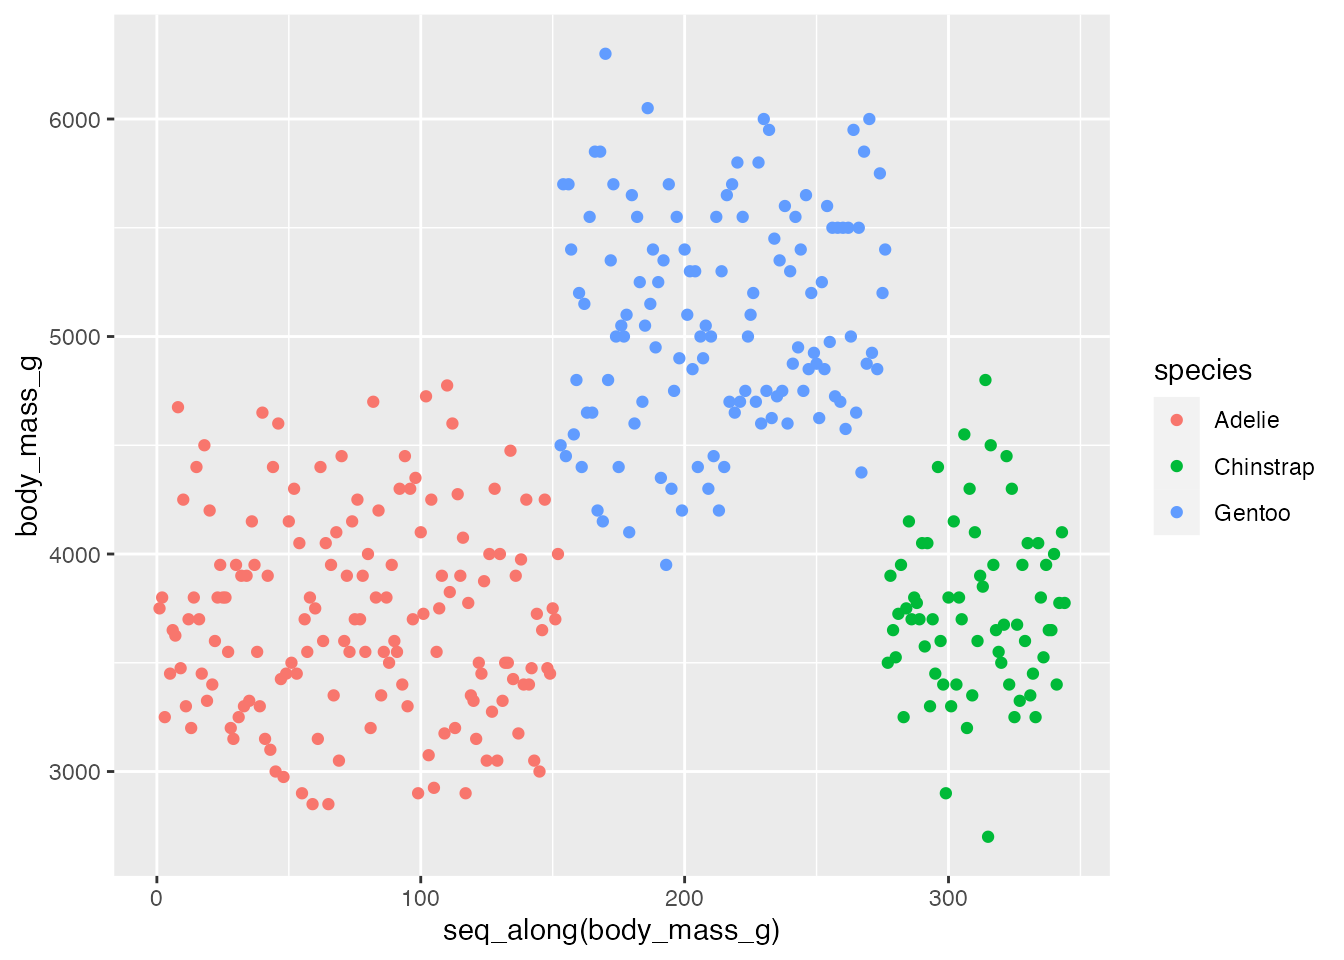 body_mass_g
6000
5000
4000
3000
0
100
200
300
seq_along(body_mass_g)
species
Adelie
Chinstrap
Gentoo